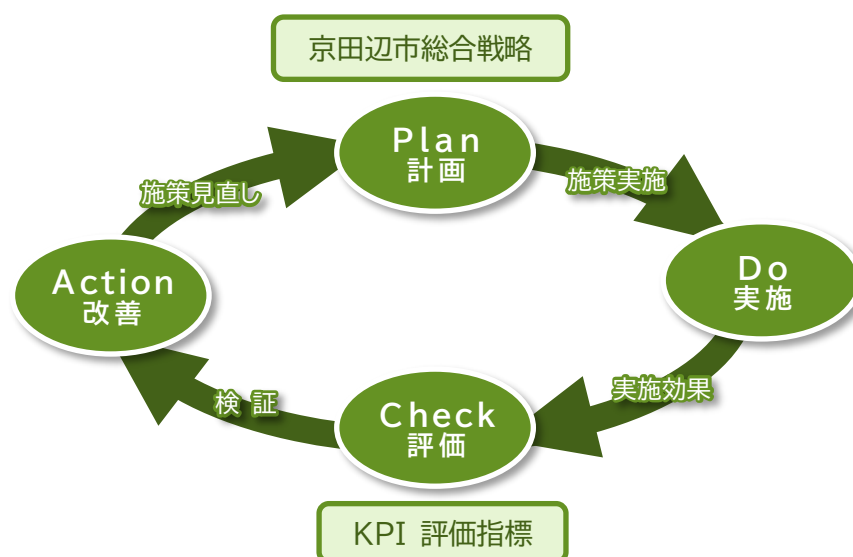 京田辺市総合戦略
Plan
計画
施策見直し
施策実施
Action
改善
Do
実施
検 証
実施効果
Check
評価
KPI 評価指標